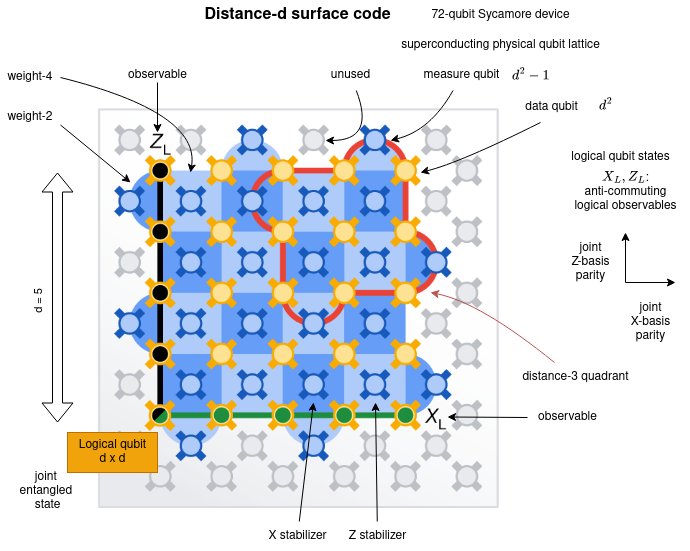 Distance-d surface code
72-qubit Sycamore device
superconducting physical qubit lattice
weight-4
observable
unused
measure qubit d² − 1
weight-2
data qubit d²
Z_L
logical qubit states
X_L, Z_L:
anti-commuting
logical observables
joint
Z-basis
parity
d = 5
joint
X-basis
parity
distance-3 quadrant
X_L
observable
Logical qubit
d x d
joint
entangled
state
X stabilizer
Z stabilizer